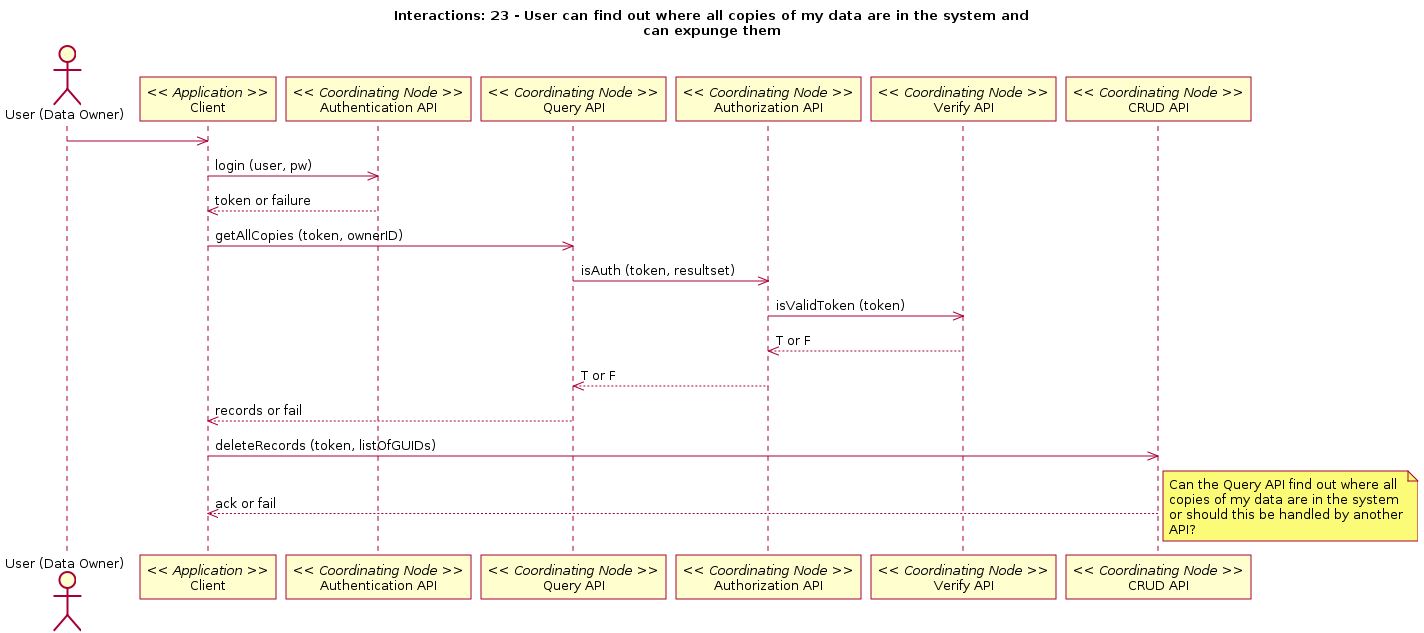 Interactions: 23 - User can find out where all copies of my data are in the system and
can expunge them
User (Data Owner)
<< Application >>
Client
<< Coordinating Node >>
Authentication API
<< Coordinating Node >>
Query API
<< Coordinating Node >>
Authorization API
<< Coordinating Node >>
Verify API
<< Coordinating Node >>
CRUD API
login (user, pw)
token or failure
getAllCopies (token, ownerID)
isAuth (token, resultset)
isValidToken (token)
T or F
T or F
records or fail
deleteRecords (token, listOfGUIDs)
ack or fail
Can the Query API find out where all
copies of my data are in the system
or should this be handled by another
API?
User (Data Owner)
<< Application >>
Client
<< Coordinating Node >>
Authentication API
<< Coordinating Node >>
Query API
<< Coordinating Node >>
Authorization API
<< Coordinating Node >>
Verify API
<< Coordinating Node >>
CRUD API